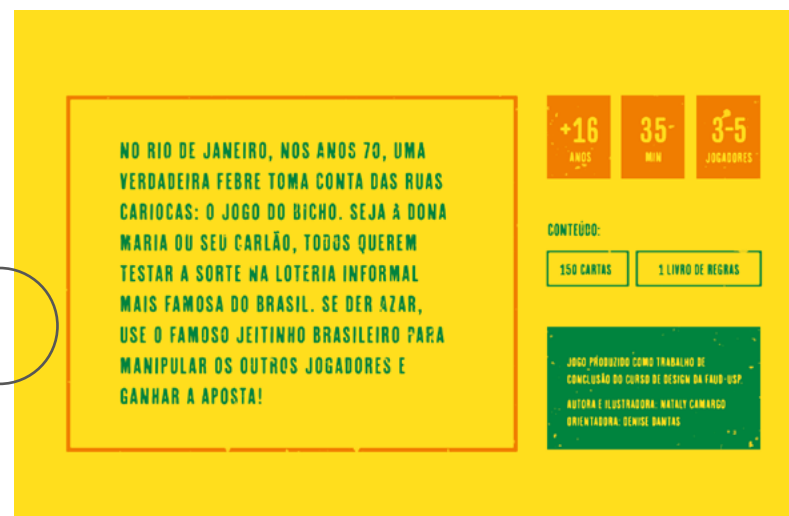 NO RIO DE JANEIRO, NOS ANOS 70, UMA
VERDADEIRA FEBRE TOMA CONTA DAS RUAS
CARIOCAS: O JOGO DO BICHO. SEJA A DONA
MARIA OU SEU CARLÃO, TODOS QUEREM
TESTAR A SORTE NA LOTERIA INFORMAL
MAIS FAMOSA DO BRASIL. SE DER AZAR,
USE O FAMOSO JEITINHO BRASILEIRO PARA
MANIPULAR OS OUTROS JOGADORES E
GANHAR A APOSTA!
+16
ANOS
35
MIN
3-5
JOGADORES
CONTEÚDO:
150 CARTAS
1 LIVRO DE REGRAS
JOGO PRODUZIDO COMO TRABALHO DE
CONCLUSÃO DO CURSO DE DESIGN DA FAUD-USP.
AUTORA E ILUSTRADORA: NATALY CAMARGO
ORIENTADORA: DENISE DANTAS